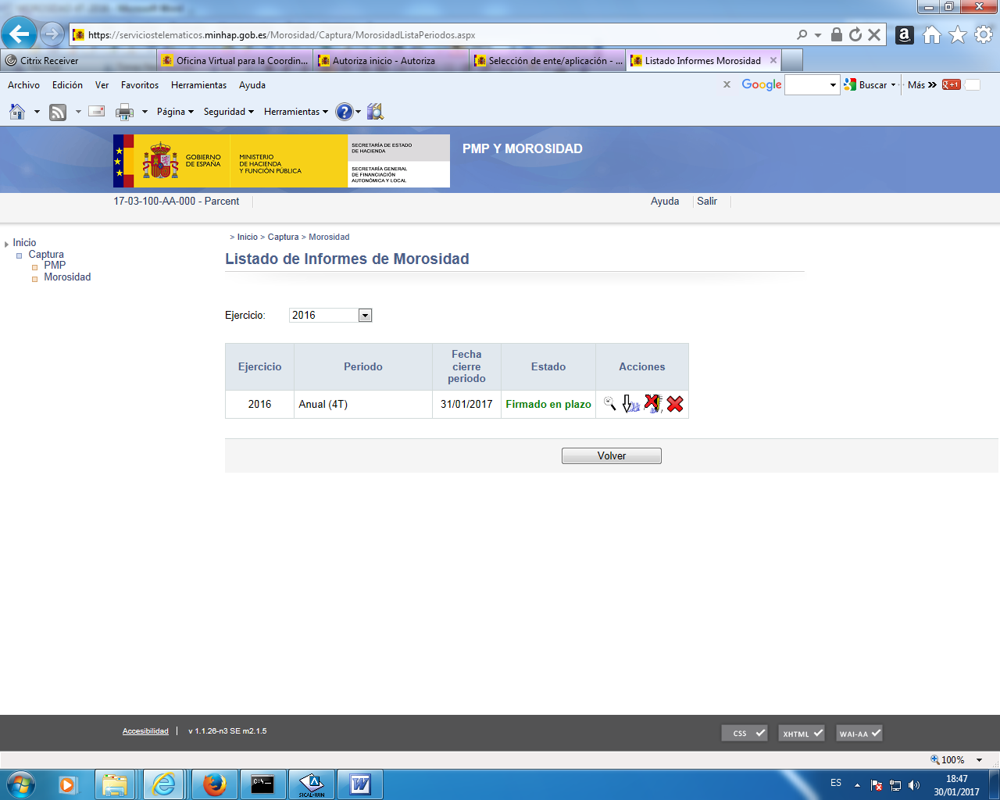 https://serviciostelematicos.minhap.gob.es/Morosidad/Captura/MorosidadListaPeriodos.aspx
Citrix Receiver
Oficina Virtual para la Coordin...
Autoriza inicio - Autoriza
Selección de ente/aplicación - ...
Listado Informes Morosidad
Archivo Edición Ver Favoritos Herramientas Ayuda
Google
Buscar
Más
Página Seguridad Herramientas
GOBIERNO DE ESPAÑA
MINISTERIO DE HACIENDA Y FUNCIÓN PÚBLICA
SECRETARÍA DE ESTADO DE HACIENDA
SECRETARÍA GENERAL DE FINANCIACIÓN AUTONÓMICA Y LOCAL
PMP Y MOROSIDAD
17-03-100-AA-000 - Parcent
Ayuda
Salir
Inicio
Captura
PMP
Morosidad
> Inicio > Captura > Morosidad
Listado de Informes de Morosidad
Ejercicio: 2016
Ejercicio Periodo Fecha cierre periodo Estado Acciones
2016 Anual (4T) 31/01/2017 Firmado en plazo
Volver
Accesibilidad v 1.1.26-n3 SE m2.1.5
CSS XHTML WAI-AA
100%
SICAL-WIN
ES
18:47
30/01/2017